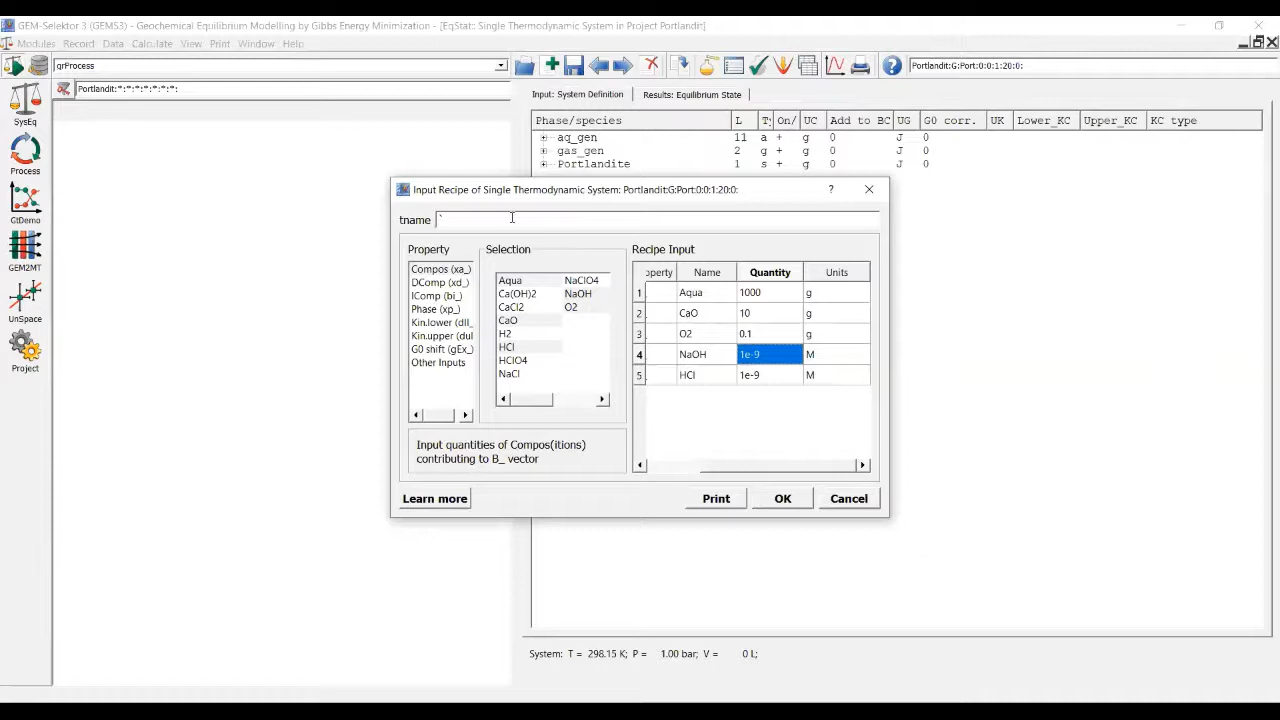 GEM-Selektor 3 (GEMS3) - Geochemical Equilibrium Modelling by Gibbs Energy Minimization - [EqStat:: Single Thermodynamic System in Project Portlandit]
Modules Record Data Calculate View Print Window Help
qrProcess
Portlandit:G:Port:0:0:1:20:0:
Portlandit:*:*:*:*:*:*:*:
Input: System Definition Results: Equilibrium State
SysEq
Process
GtDemo
GEM2MT
UnSpace
Project
Phase/species L T: On/ UC Add to BC UG G0 corr. UK Lower_KC Upper_KC KC type
aq_gen 11 a + g 0 J 0
gas_gen 2 g + g 0 J 0
Portlandite 1 s + g 0 J 0
Input Recipe of Single Thermodynamic System: Portlandit:G:Port:0:0:1:20:0:
tname `
Property
Compos (xa_)
DComp (xd_)
IComp (bi_)
Phase (xp_)
Kin.lower (dll_
Kin.upper (dul
G0 shift (gEx_)
Other Inputs
Selection
Aqua NaClO4
Ca(OH)2 NaOH
CaCl2 O2
CaO
H2
HCl
HClO4
NaCl
Recipe Input
operty Name Quantity Units
1 Aqua 1000 g
2 CaO 10 g
3 O2 0.1 g
4 NaOH 1e-9 M
5 HCl 1e-9 M
Input quantities of Compos(itions)
contributing to B_ vector
Learn more Print OK Cancel
System: T = 298.15 K; P = 1.00 bar; V = 0 L;